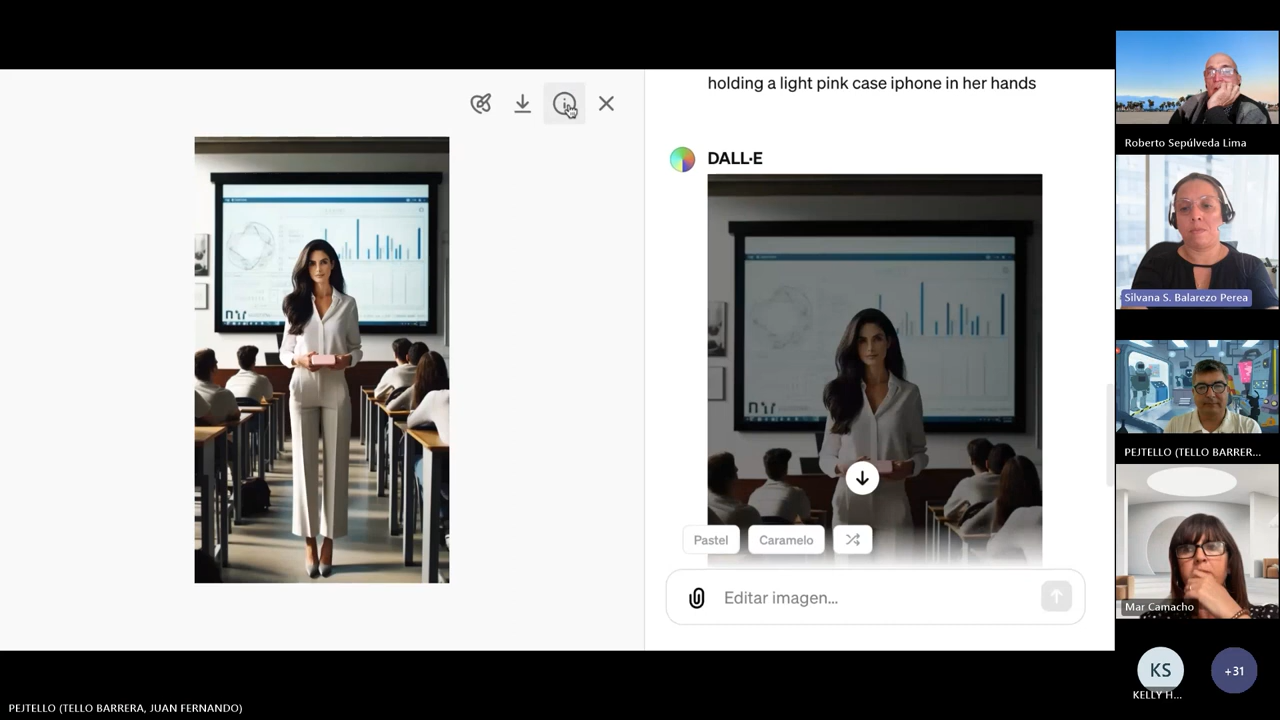 holding a light pink case iphone in her hands
DALL·E
Pastel
Caramelo
Editar imagen...
Roberto Sepúlveda Lima
Silvana S. Balarezo Perea
PEJTELLO (TELLO BARRER...
Mar Camacho
KS
KELLY H...
+31
PEJTELLO (TELLO BARRERA, JUAN FERNANDO)